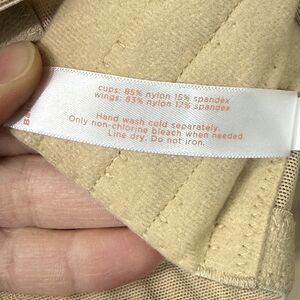 cups: 85% nylon 15% spandex
wings: 83% nylon 17% spandex
Hand wash cold separately.
Only non-chlorine bleach when needed.
Line dry. Do not iron.